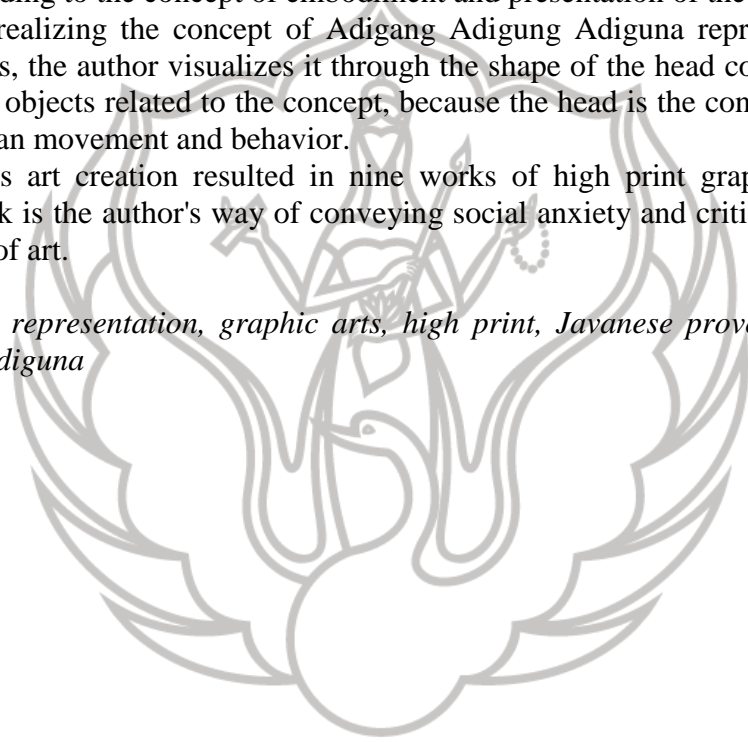 ding to the concept of embodiment and presentation of the
realizing the concept of Adigang Adigung Adiguna repr
s, the author visualizes it through the shape of the head co
objects related to the concept, because the head is the con
an movement and behavior.
s art creation resulted in nine works of high print grap
k is the author's way of conveying social anxiety and criti
of art.
representation, graphic arts, high print, Javanese prov
diguna